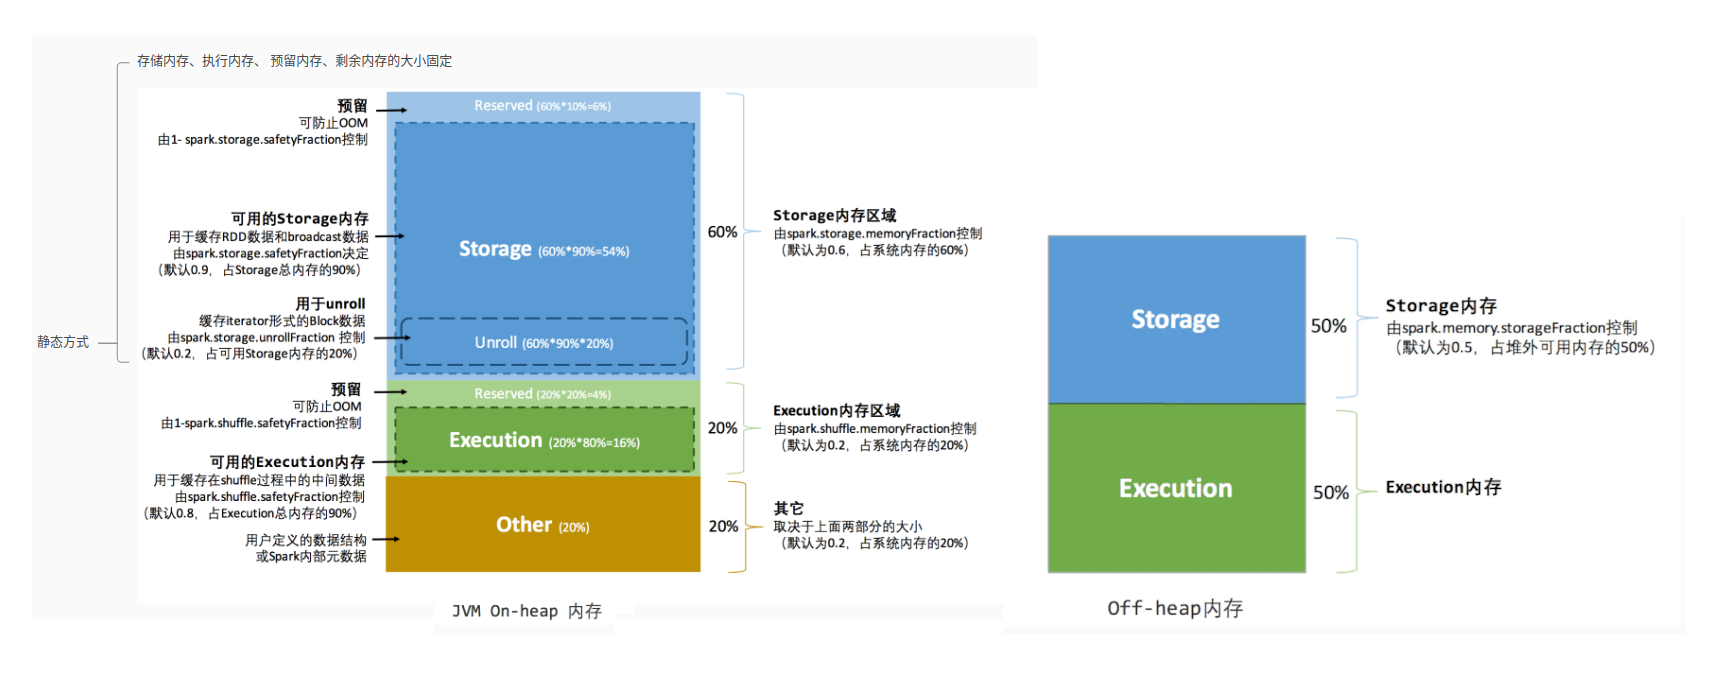 存储内存、执行内存、 预留内存、剩余内存的大小固定
静态方式
预留
可防止OOM
由1- spark.storage.safetyFraction控制
可用的Storage内存
用于缓存RDD数据和broadcast数据
由spark.storage.safetyFraction决定
（默认0.9，占Storage总内存的90%）
用于unroll
缓存iterator形式的Block数据
由spark.storage.unrollFraction 控制
（默认0.2，占可用Storage内存的20%）
预留
可防止OOM
由1-spark.shuffle.safetyFraction控制
可用的Execution内存
用于缓存在shuffle过程中的中间数据
由spark.shuffle.safetyFraction控制
（默认0.8，占Execution总内存的90%）
用户定义的数据结构
或Spark内部元数据
Reserved (60%*10%=6%)
Storage (60%*90%=54%)
Unroll (60%*90%*20%)
Reserved (20%*20%=4%)
Execution (20%*80%=16%)
Other (20%)
60%
Storage内存区域
由spark.storage.memoryFraction控制
（默认为0.6，占系统内存的60%）
20%
Execution内存区域
由spark.shuffle.memoryFraction控制
（默认为0.2，占系统内存的20%）
20%
其它
取决于上面两部分的大小
（默认为0.2，占系统内存的20%）
JVM On-heap 内存
Storage
50%
Storage内存
由spark.memory.storageFraction控制
（默认为0.5，占堆外可用内存的50%）
Execution
50%
Execution内存
Off-heap内存